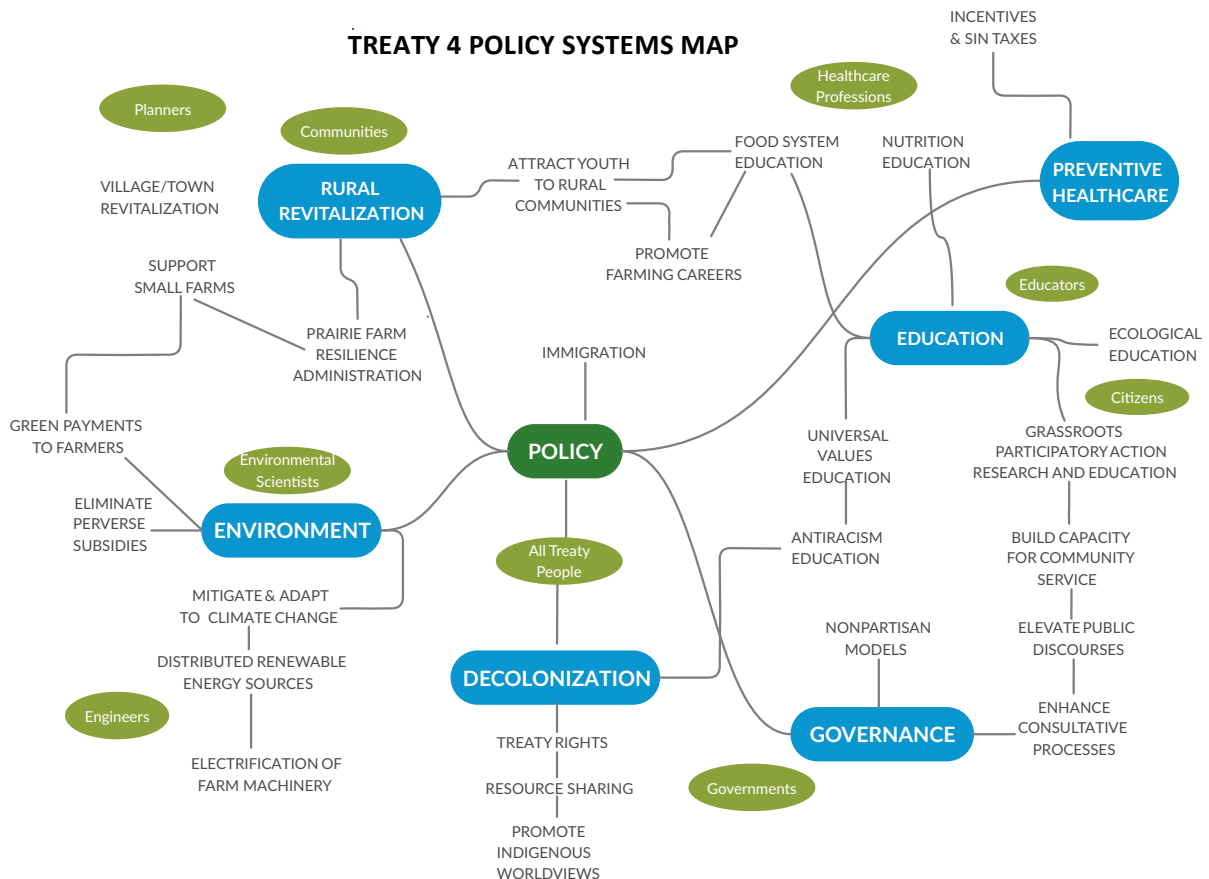 TREATY 4 POLICY SYSTEMS MAP
INCENTIVES
& SIN TAXES
Planners
Communities
Healthcare
Professions
RURAL
REVITALIZATION
VILLAGE/TOWN
REVITALIZATION
ATTRACT YOUTH
TO RURAL
COMMUNITIES
FOOD SYSTEM
EDUCATION
NUTRITION
EDUCATION
PREVENTIVE
HEALTHCARE
SUPPORT
SMALL FARMS
PROMOTE
FARMING CAREERS
Educators
PRAIRIE FARM
RESILIENCE
ADMINISTRATION
IMMIGRATION
EDUCATION
ECOLOGICAL
EDUCATION
Citizens
GREEN PAYMENTS
TO FARMERS
Environmental
Scientists
POLICY
UNIVERSAL
VALUES
EDUCATION
GRASSROOTS
PARTICIPATORY ACTION
RESEARCH AND EDUCATION
ELIMINATE
PERVERSE
SUBSIDIES
ENVIRONMENT
All Treaty
People
ANTIRACISM
EDUCATION
BUILD CAPACITY
FOR COMMUNITY
SERVICE
MITIGATE & ADAPT
TO CLIMATE CHANGE
NONPARTISAN
MODELS
ELEVATE PUBLIC
DISCOURSES
DISTRIBUTED RENEWABLE
ENERGY SOURCES
DECOLONIZATION
Engineers
GOVERNANCE
ENHANCE
CONSULTATIVE
PROCESSES
TREATY RIGHTS
ELECTRIFICATION OF
FARM MACHINERY
RESOURCE SHARING
Governments
PROMOTE
INDIGENOUS
WORLDVIEWS